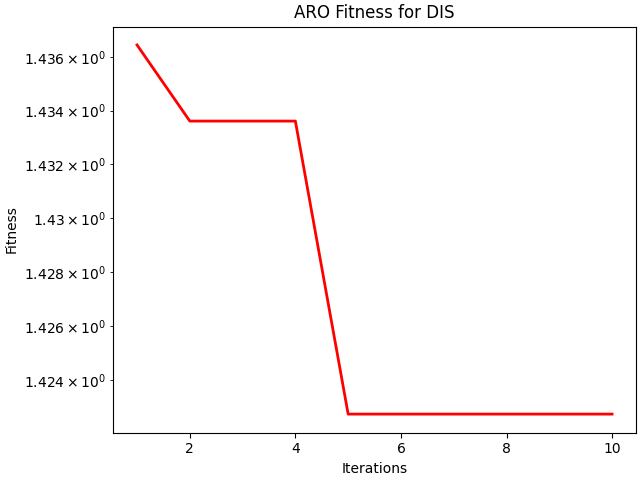 ARO Fitness for DIS
Fitness
1.436 × 10⁰
1.434 × 10⁰
1.432 × 10⁰
1.43 × 10⁰
1.428 × 10⁰
1.426 × 10⁰
1.424 × 10⁰
2 4 6 8 10
Iterations